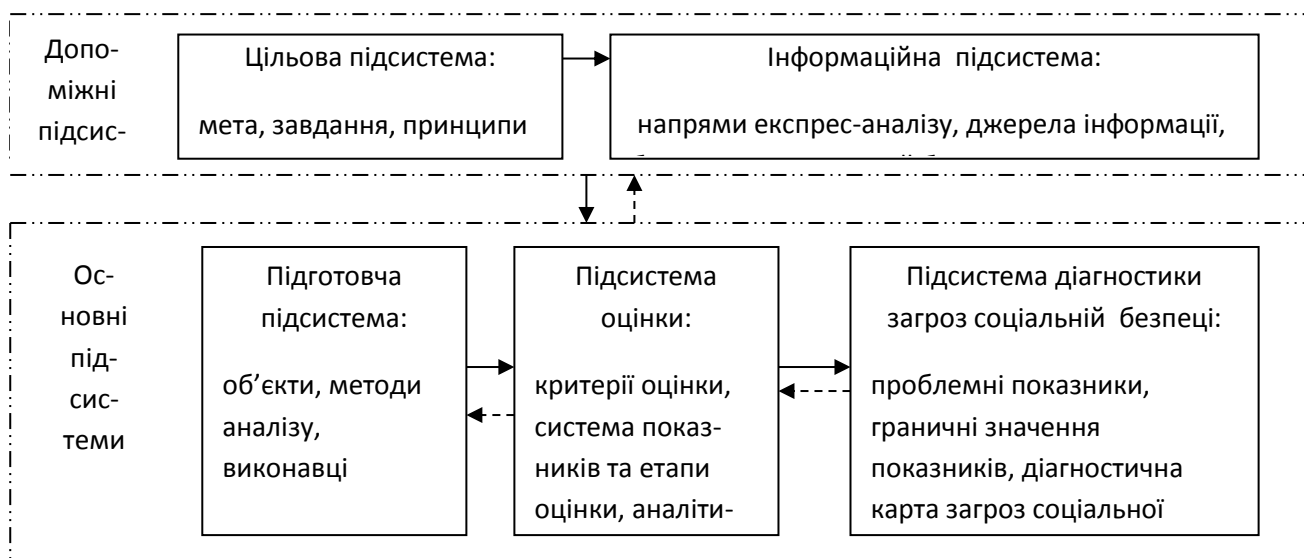 Допо-
міжні
підсис-
Цільова підсистема:
мета, завдання, принципи
Інформаційна підсистема:
напрями експрес-аналізу, джерела інформації,
Ос-
новні
під-
сис-
теми
Підготовча
підсистема:
об’єкти, методи
аналізу,
виконавці
Підсистема
оцінки:
критерії оцінки,
система показ-
ників та етапи
оцінки, аналіти-
Підсистема діагностики
загроз соціальній безпеці:
проблемні показники,
граничні значення
показників, діагностична
карта загроз соціальної